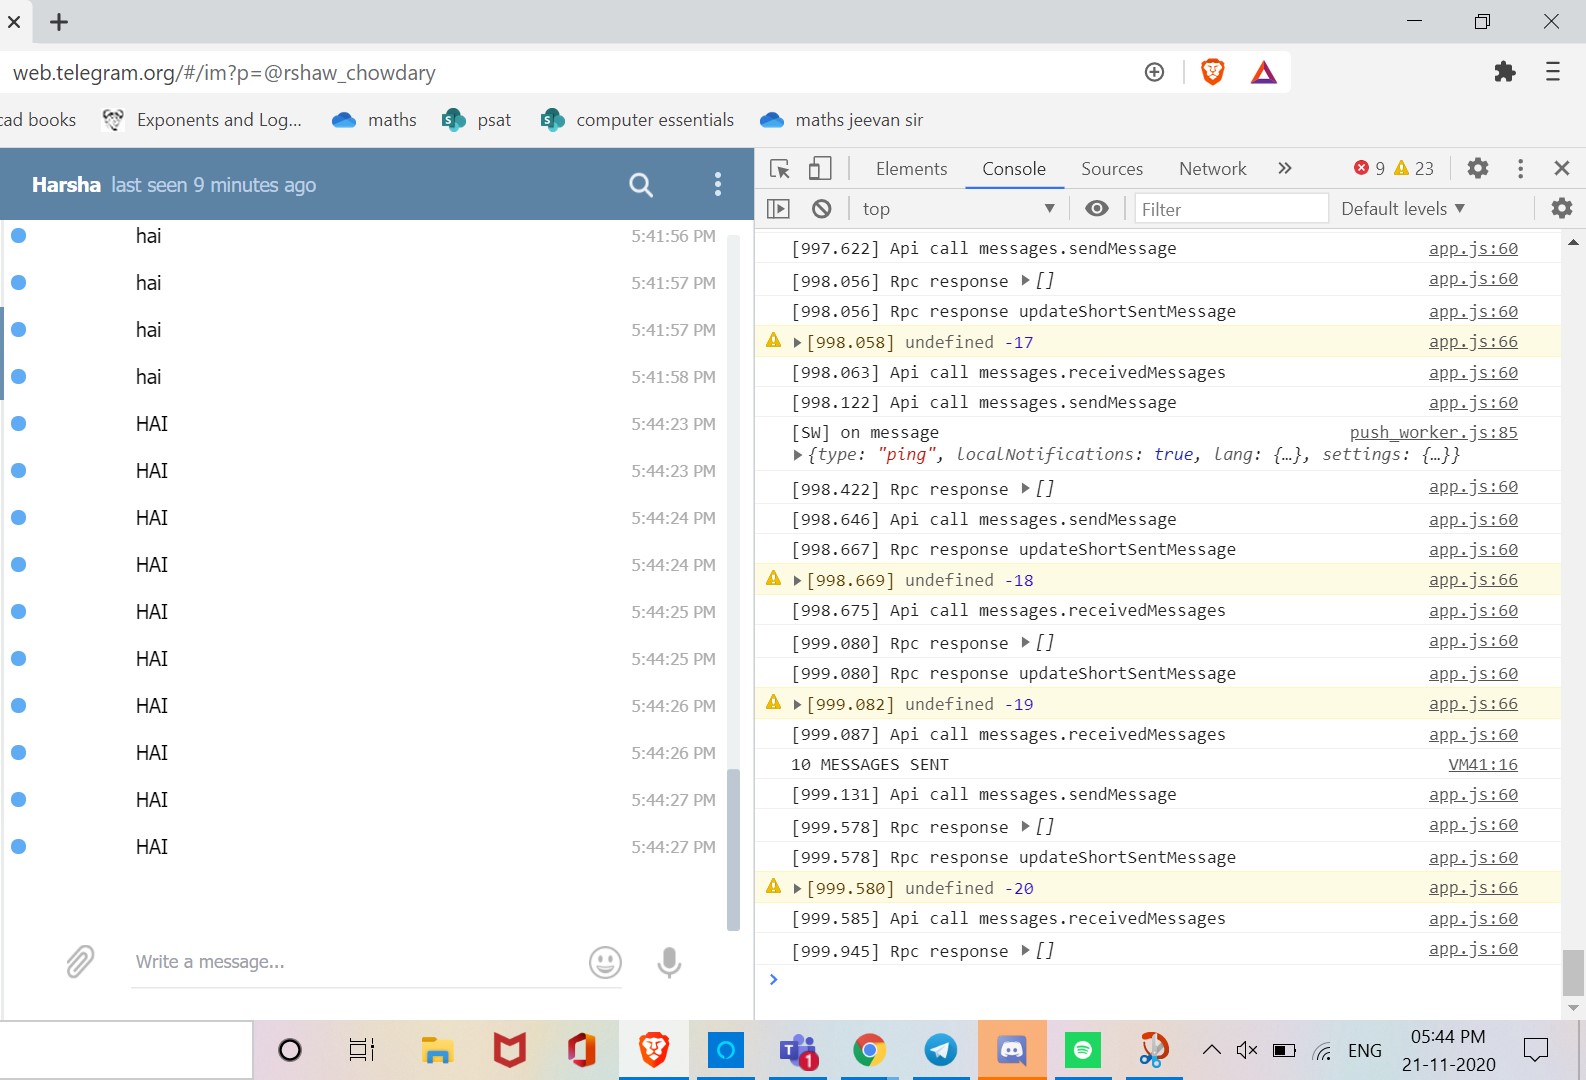 web.telegram.org/#/im?p=@rshaw_chowdary
cad books Exponents and Log... maths psat computer essentials maths jeevan sir
Harsha last seen 9 minutes ago
hai 5:41:56 PM
hai 5:41:57 PM
hai 5:41:57 PM
hai 5:41:58 PM
HAI 5:44:23 PM
HAI 5:44:23 PM
HAI 5:44:24 PM
HAI 5:44:24 PM
HAI 5:44:25 PM
HAI 5:44:25 PM
HAI 5:44:26 PM
HAI 5:44:26 PM
HAI 5:44:27 PM
HAI 5:44:27 PM
Write a message...
Elements Console Sources Network » 9 23
top Filter Default levels
[997.622] Api call messages.sendMessage app.js:60
[998.056] Rpc response [] app.js:60
[998.056] Rpc response updateShortSentMessage app.js:60
[998.058] undefined -17 app.js:66
[998.063] Api call messages.receivedMessages app.js:60
[998.122] Api call messages.sendMessage app.js:60
[SW] on message push_worker.js:85
{type: "ping", localNotifications: true, lang: {…}, settings: {…}}
[998.422] Rpc response [] app.js:60
[998.646] Api call messages.sendMessage app.js:60
[998.667] Rpc response updateShortSentMessage app.js:60
[998.669] undefined -18 app.js:66
[998.675] Api call messages.receivedMessages app.js:60
[999.080] Rpc response [] app.js:60
[999.080] Rpc response updateShortSentMessage app.js:60
[999.082] undefined -19 app.js:66
[999.087] Api call messages.receivedMessages app.js:60
10 MESSAGES SENT VM41:16
[999.131] Api call messages.sendMessage app.js:60
[999.578] Rpc response [] app.js:60
[999.578] Rpc response updateShortSentMessage app.js:60
[999.580] undefined -20 app.js:66
[999.585] Api call messages.receivedMessages app.js:60
[999.945] Rpc response [] app.js:60
1 ENG 05:44 PM
21-11-2020